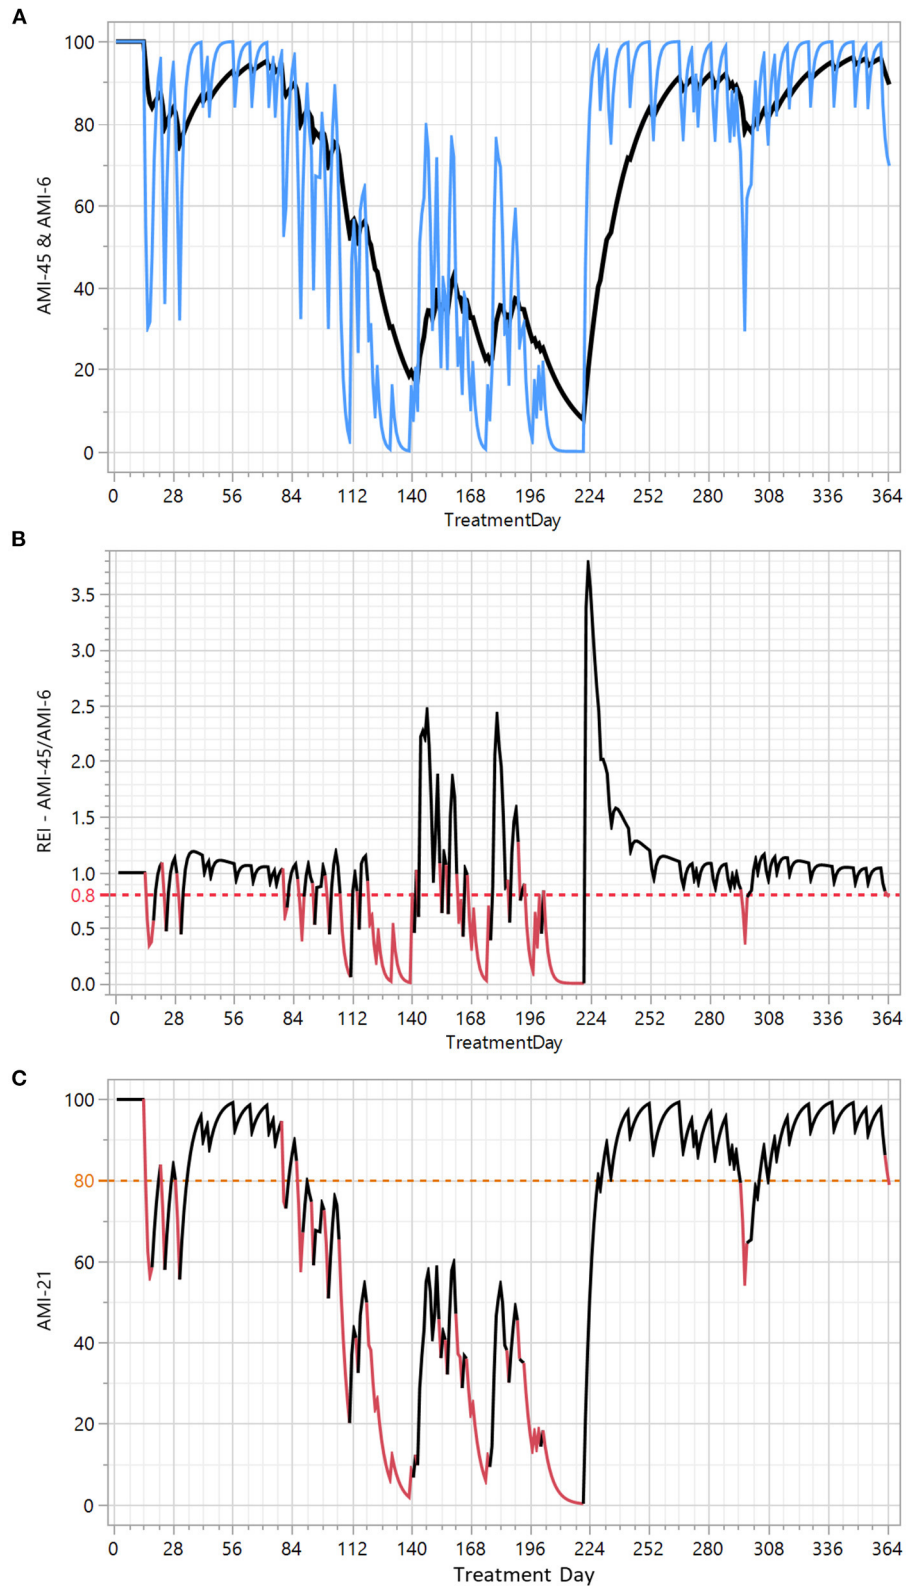 A
100
80
60
40
20
0
AMI-45 & AMI-6
0 28 56 84 112 140 168 196 224 252 280 308 336 364
TreatmentDay
B
3.5
3.0
2.5
2.0
1.5
1.0
0.8
0.5
0.0
REI - AMI-45/AMI-6
0 28 56 84 112 140 168 196 224 252 280 308 336 364
TreatmentDay
C
100
80
60
40
20
0
AMI-21
0 28 56 84 112 140 168 196 224 252 280 308 336 364
Treatment Day